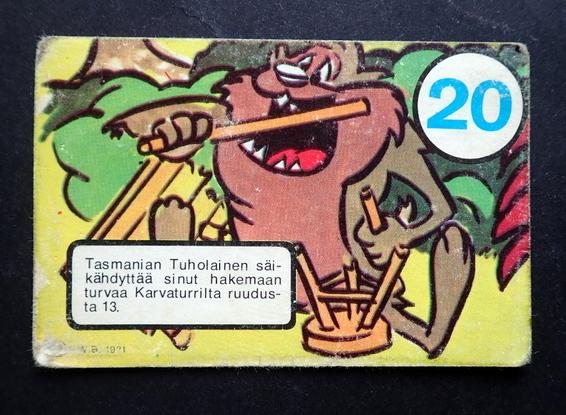 20
Tasmanian Tuholainen säi-
kähdyttää sinut hakemaan
turvaa Karvaturrilta ruudus-
ta 13.